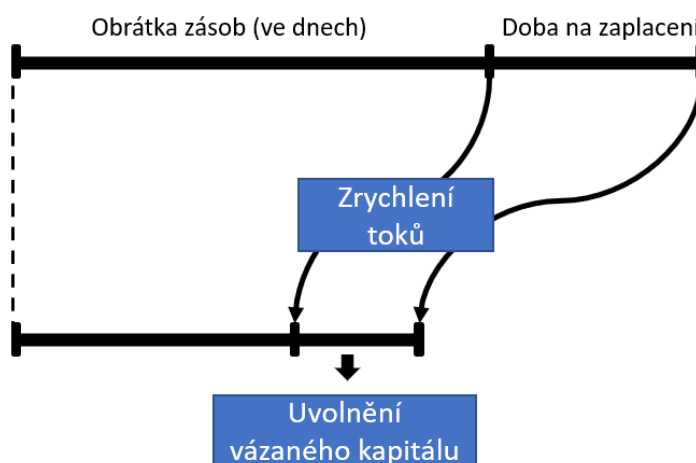 Obrátka zásob (ve dnech)
Doba na zaplacení
Zrychlení
toků
Uvolnění
vázaného kapitálu